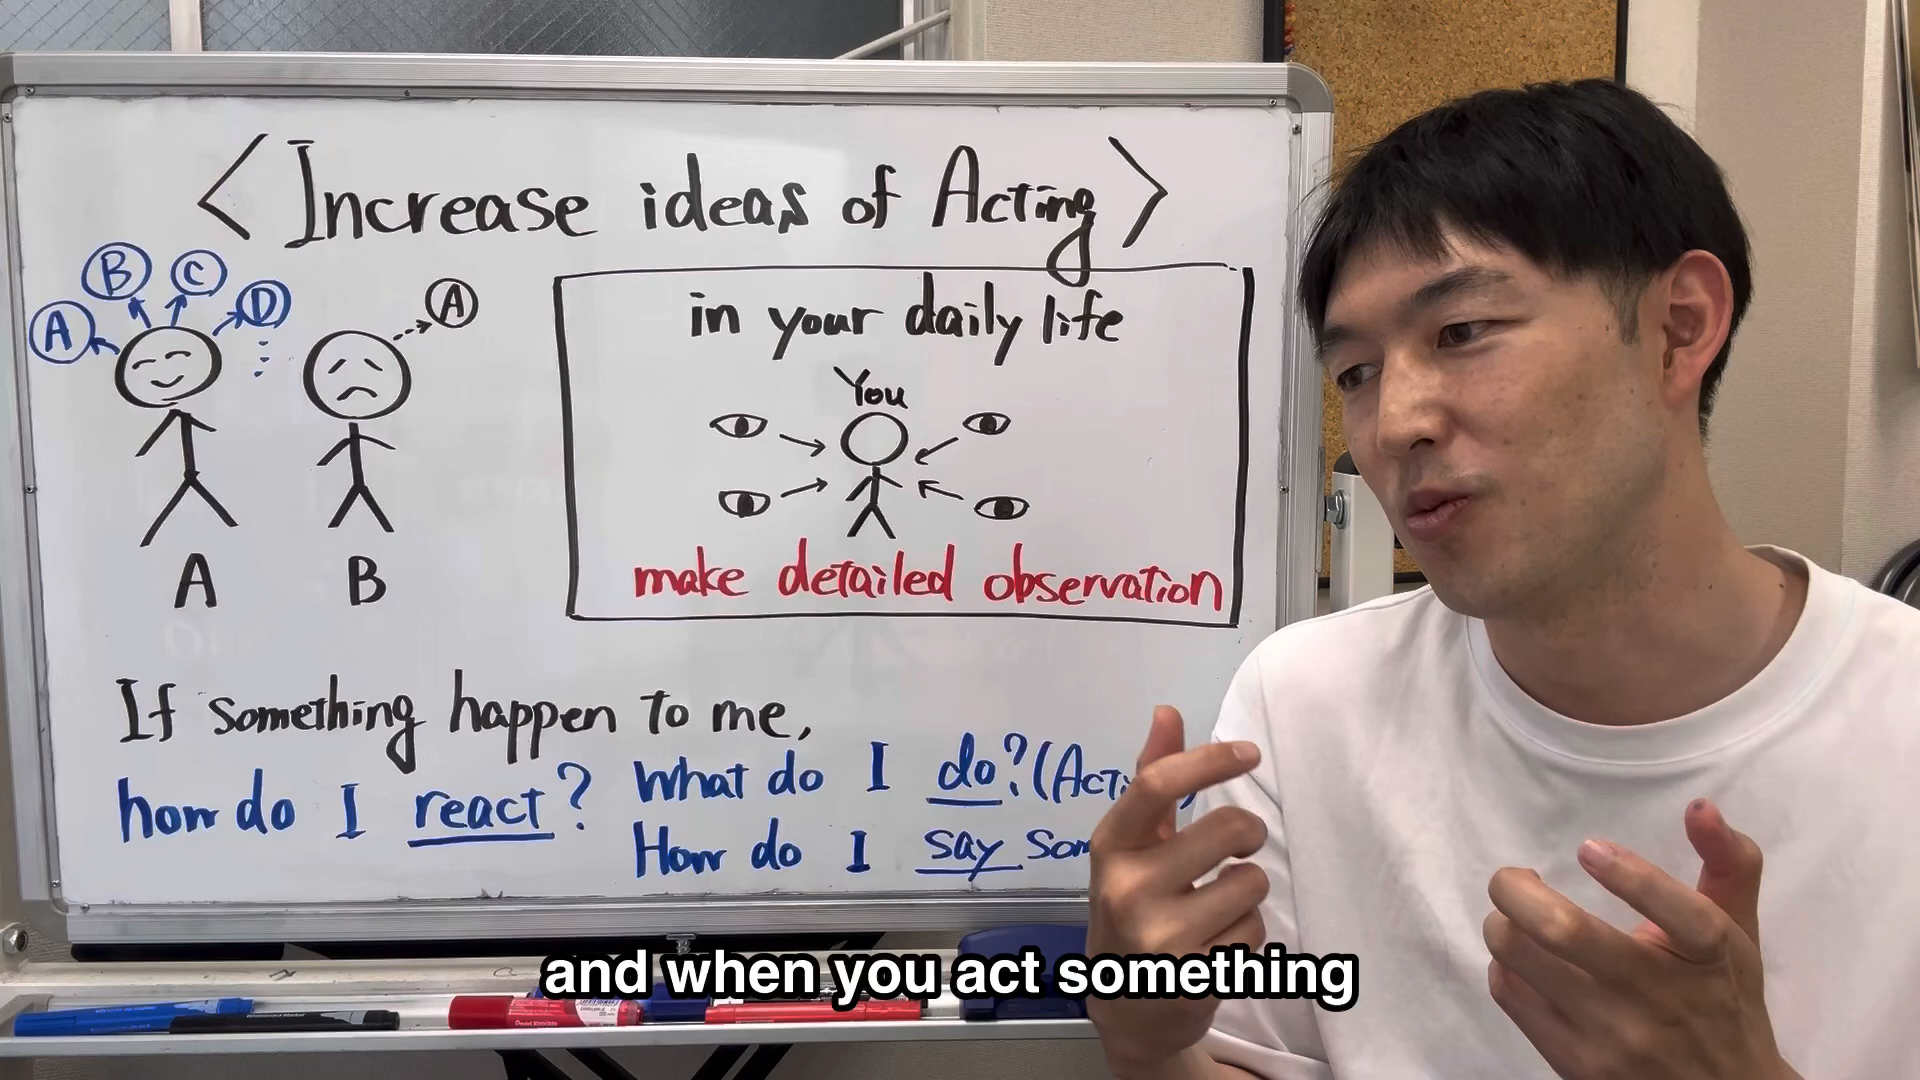 <Increase ideas of Acting>
A B C D
A
in your daily life
You
make detailed observation
A B
If something happen to me,
how do I react?
What do I do? (Acti
How do I say Som
and when you act something